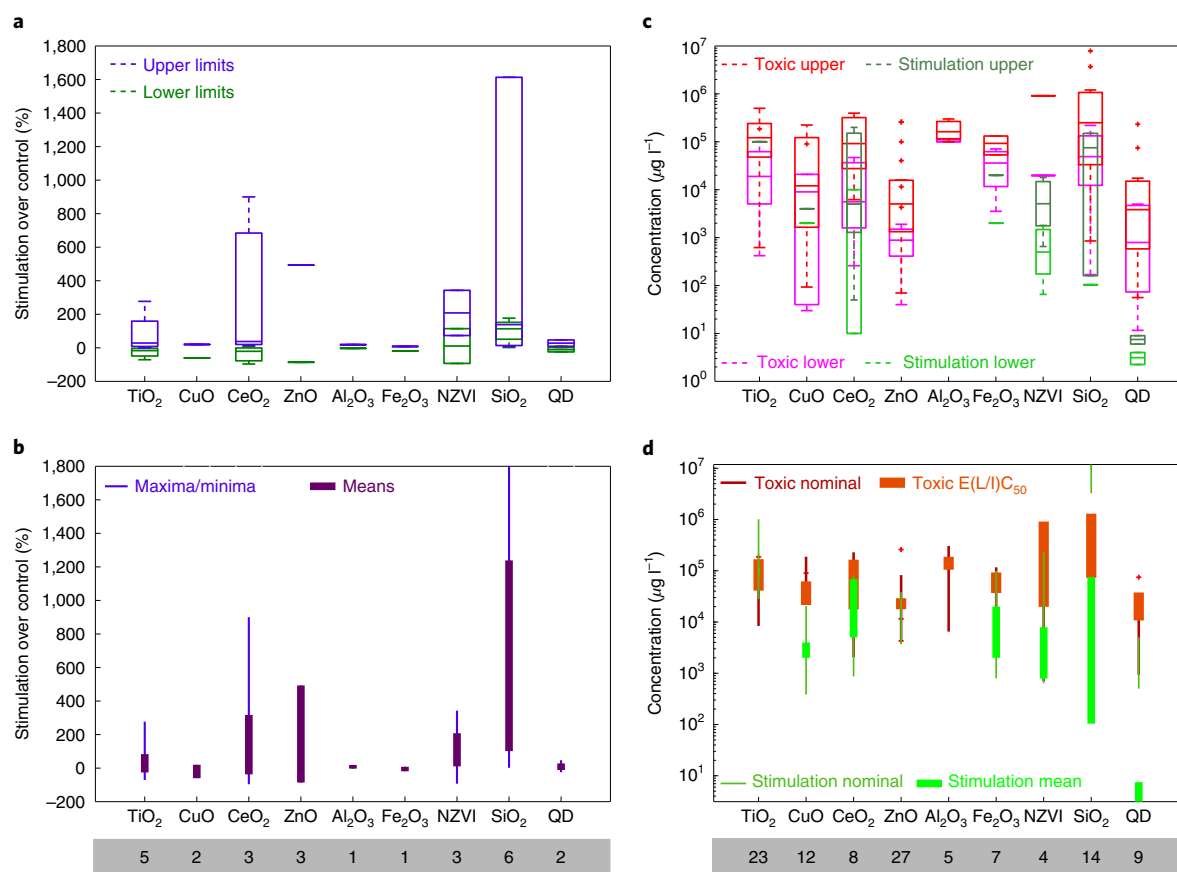 a
1,800
1,600
1,400
1,200
1,000
800
600
400
200
0
–200
Stimulation over control (%)
Upper limits
Lower limits
TiO2 CuO CeO2 ZnO Al2O3 Fe2O3 NZVI SiO2 QD
c
10^7
10^6
10^5
10^4
10^3
10^2
10^1
10^0
Concentration (µg l^–1)
Toxic upper Stimulation upper
Toxic lower Stimulation lower
TiO2 CuO CeO2 ZnO Al2O3 Fe2O3 NZVI SiO2 QD
b
1,800
1,600
1,400
1,200
1,000
800
600
400
200
0
–200
Stimulation over control (%)
Maxima/minima Means
TiO2 CuO CeO2 ZnO Al2O3 Fe2O3 NZVI SiO2 QD
5 2 3 3 1 1 3 6 2
d
10^7
10^6
10^5
10^4
10^3
10^2
10^1
Concentration (µg l^–1)
Toxic nominal Toxic E(L/I)C50
Stimulation nominal Stimulation mean
TiO2 CuO CeO2 ZnO Al2O3 Fe2O3 NZVI SiO2 QD
23 12 8 27 5 7 4 14 9